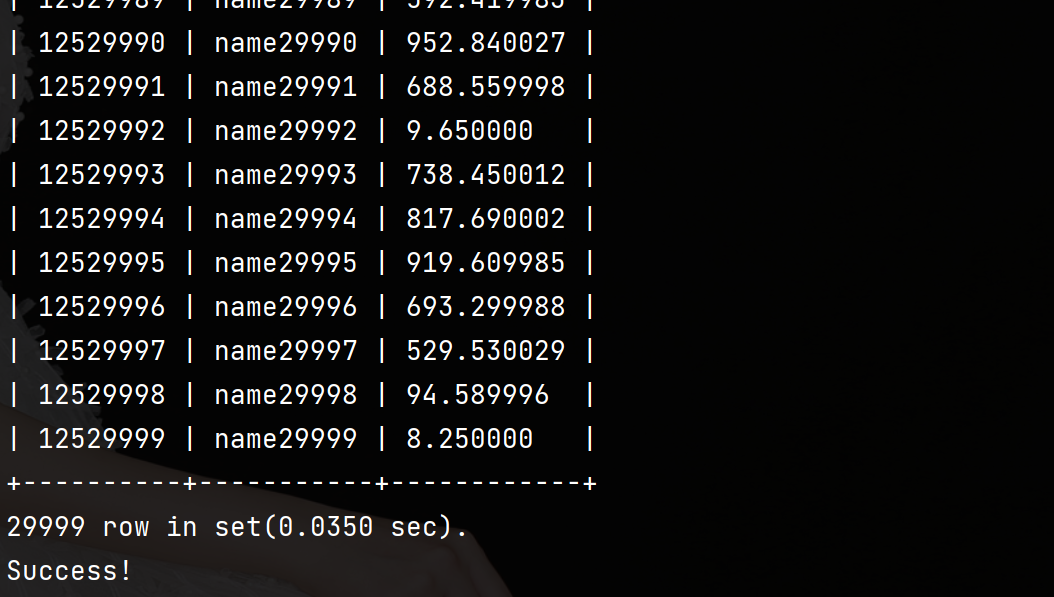 | 12529989 | name29989 | 592.419983 |
| 12529990 | name29990 | 952.840027 |
| 12529991 | name29991 | 688.559998 |
| 12529992 | name29992 | 9.650000   |
| 12529993 | name29993 | 738.450012 |
| 12529994 | name29994 | 817.690002 |
| 12529995 | name29995 | 919.609985 |
| 12529996 | name29996 | 693.299988 |
| 12529997 | name29997 | 529.530029 |
| 12529998 | name29998 | 94.589996  |
| 12529999 | name29999 | 8.250000   |
+----------+-----------+------------+
29999 row in set(0.0350 sec).
Success!